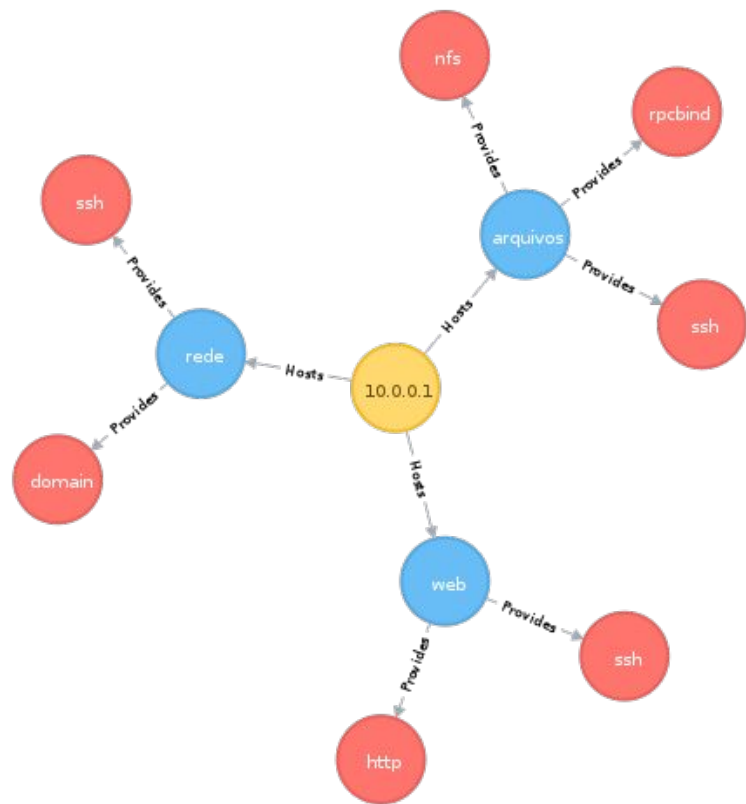 nfs
Provides
rpcbind
Provides
arquivos
Provides
ssh
Hosts
ssh
Provides
rede
Hosts
10.0.0.1
Provides
domain
Hosts
web
Provides
ssh
Provides
http